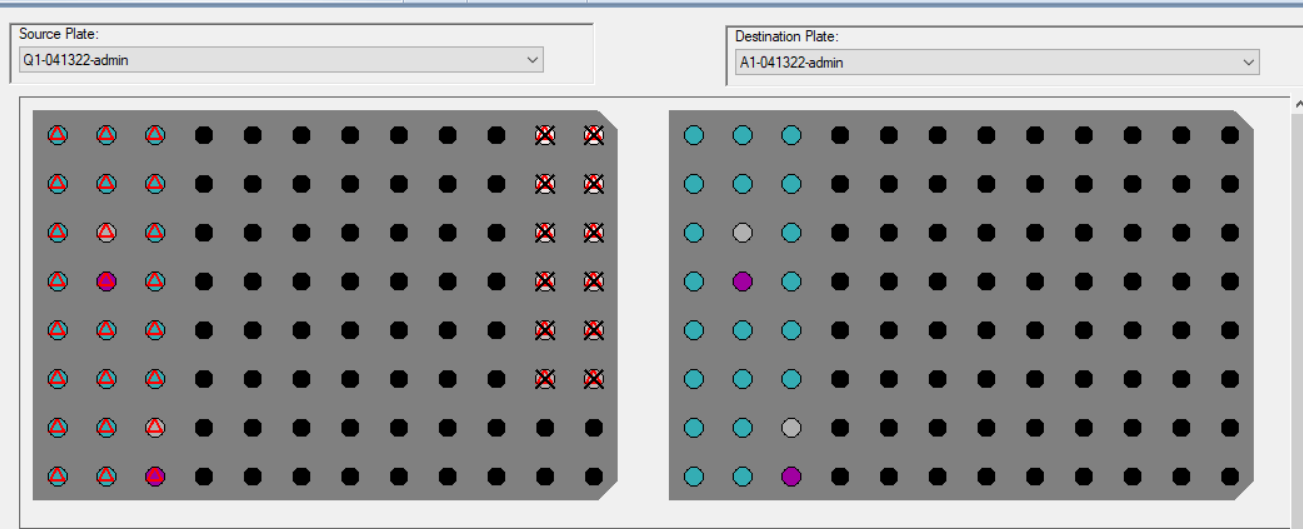 Source Plate:
Q1-041322-admin
Destination Plate:
A1-041322-admin